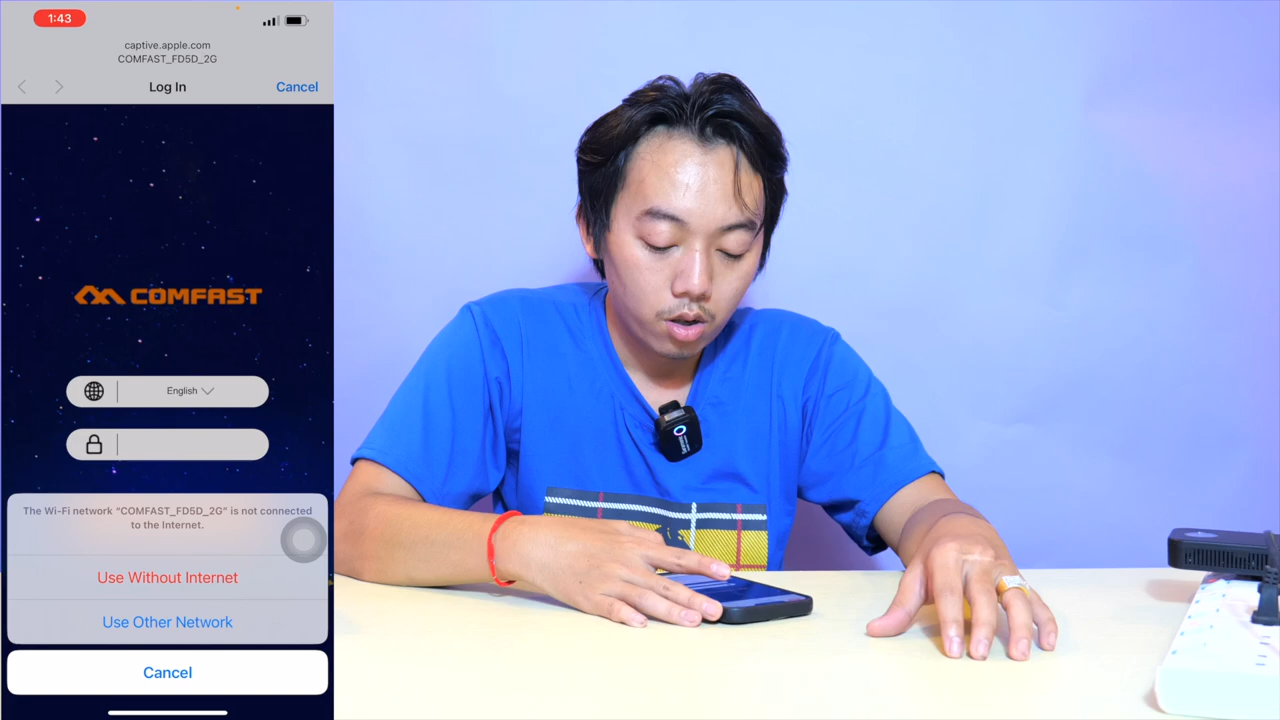 1:43
captive.apple.com
COMFAST_FD5D_2G
Log In
Cancel
COMFAST
English
The Wi-Fi network “COMFAST_FD5D_2G” is not connected
to the Internet.
Use Without Internet
Use Other Network
Cancel